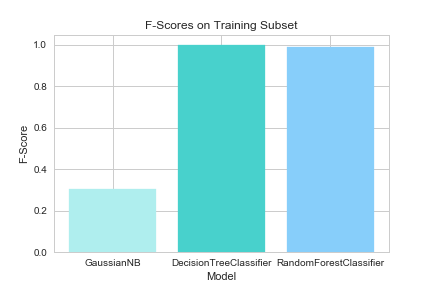 F-Scores on Training Subset
F-Score
1.0
0.8
0.6
0.4
0.2
0.0
GaussianNB DecisionTreeClassifier RandomForestClassifier
Model